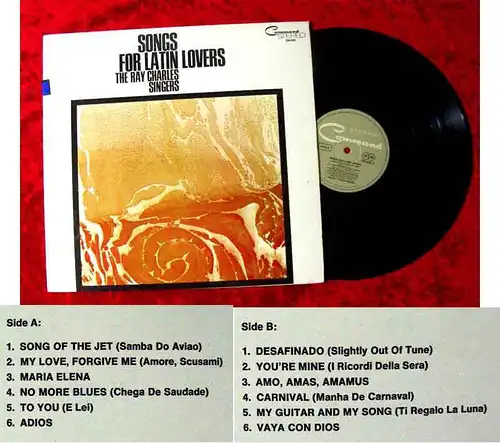 SONGS
FOR LATIN LOVERS
THE RAY CHARLES
SINGERS
Command
STEREO
STEREO
Command
Side A:
1. SONG OF THE JET (Samba Do Aviao)
2. MY LOVE, FORGIVE ME (Amore, Scusami)
3. MARIA ELENA
4. NO MORE BLUES (Chega De Saudade)
5. TO YOU (E Lei)
6. ADIOS
Side B:
1. DESAFINADO (Slightly Out Of Tune)
2. YOU'RE MINE (I Ricordi Della Sera)
3. AMO, AMAS, AMAMUS
4. CARNIVAL (Manha De Carnaval)
5. MY GUITAR AND MY SONG (Ti Regalo La Luna)
6. VAYA CON DIOS